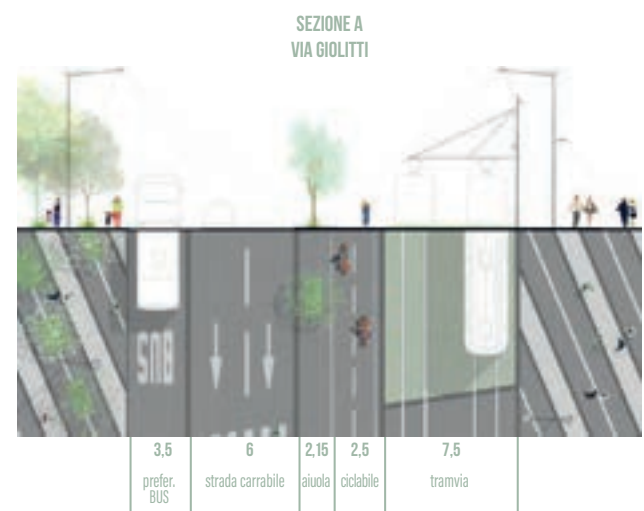 SEZIONE A
VIA GIOLITTI
BUS
3,5
prefer.
BUS
6
strada carrabile
2,15
aiuola
2,5
ciclabile
7,5
tramvia